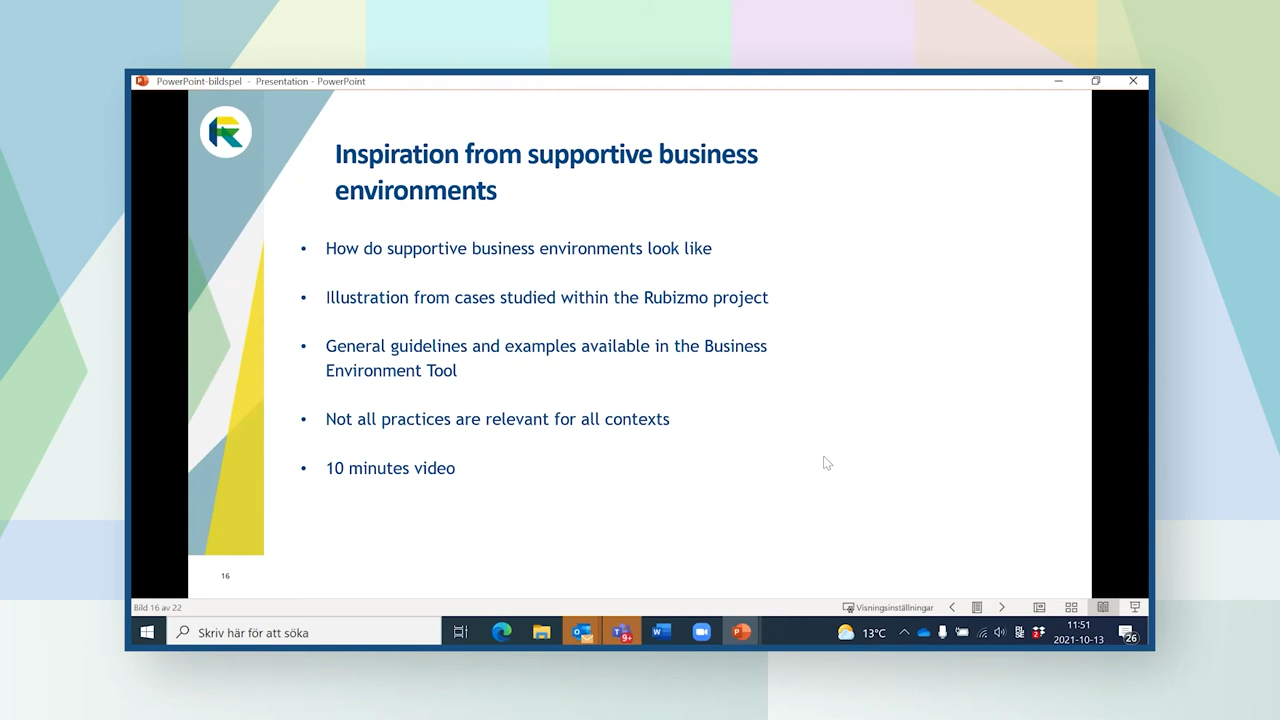 PowerPoint-bildspel - Presentation - PowerPoint
Inspiration from supportive business
environments
• How do supportive business environments look like
• Illustration from cases studied within the Rubizmo project
• General guidelines and examples available in the Business
Environment Tool
• Not all practices are relevant for all contexts
• 10 minutes video
16
Bild 16 av 22
Visningsinställningar
Skriv här för att söka
9+
13°C
11:51
2021-10-13
26